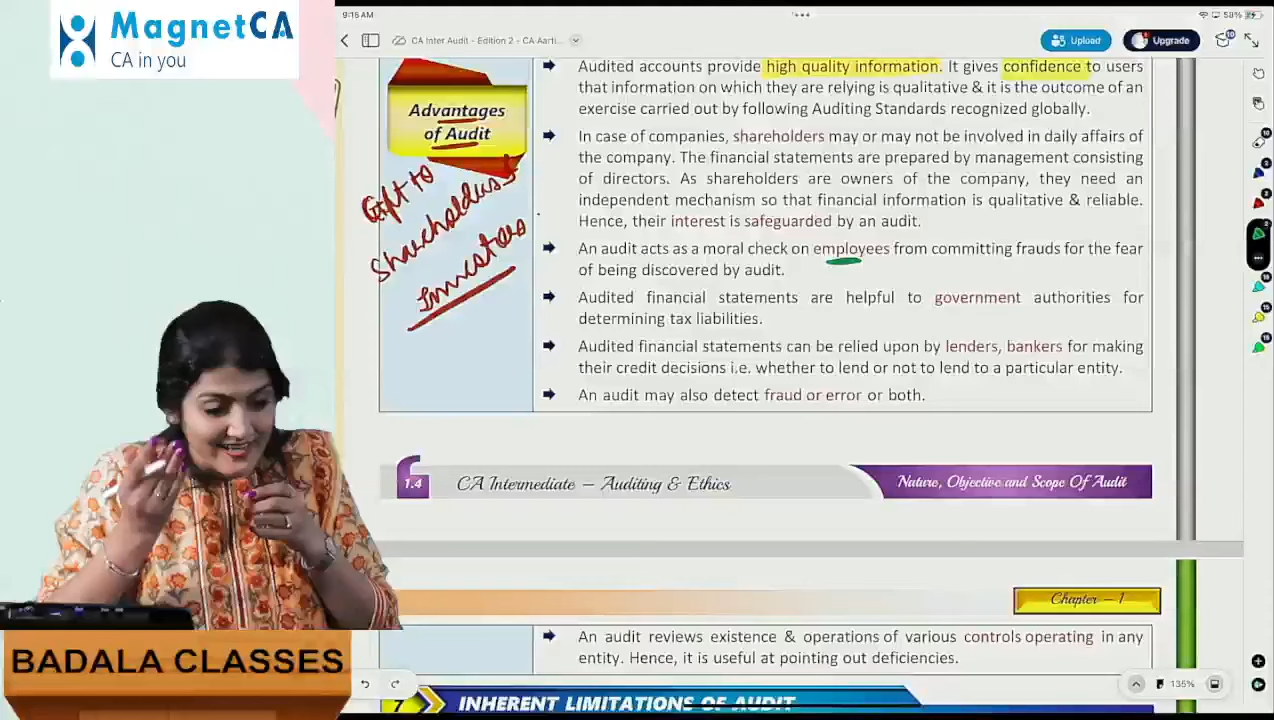 MagnetCA
CA in you
9:15 AM
58%
CA Inter Audit - Edition 2 - CA Aarti...
Upload
Upgrade
Audited accounts provide high quality information. It gives confidence to users
that information on which they are relying is qualitative & it is the outcome of an
exercise carried out by following Auditing Standards recognized globally.
Advantages
of Audit
In case of companies, shareholders may or may not be involved in daily affairs of
the company. The financial statements are prepared by management consisting
of directors. As shareholders are owners of the company, they need an
independent mechanism so that financial information is qualitative & reliable.
Hence, their interest is safeguarded by an audit.
Gift to
Shareholders
Investors
An audit acts as a moral check on employees from committing frauds for the fear
of being discovered by audit.
Audited financial statements are helpful to government authorities for
determining tax liabilities.
Audited financial statements can be relied upon by lenders, bankers for making
their credit decisions i.e. whether to lend or not to lend to a particular entity.
An audit may also detect fraud or error or both.
1.4
CA Intermediate – Auditing & Ethics
Nature, Objective and Scope Of Audit
Chapter – 1
An audit reviews existence & operations of various controls operating in any
entity. Hence, it is useful at pointing out deficiencies.
135%
7
INHERENT LIMITATIONS OF AUDIT
BADALA CLASSES